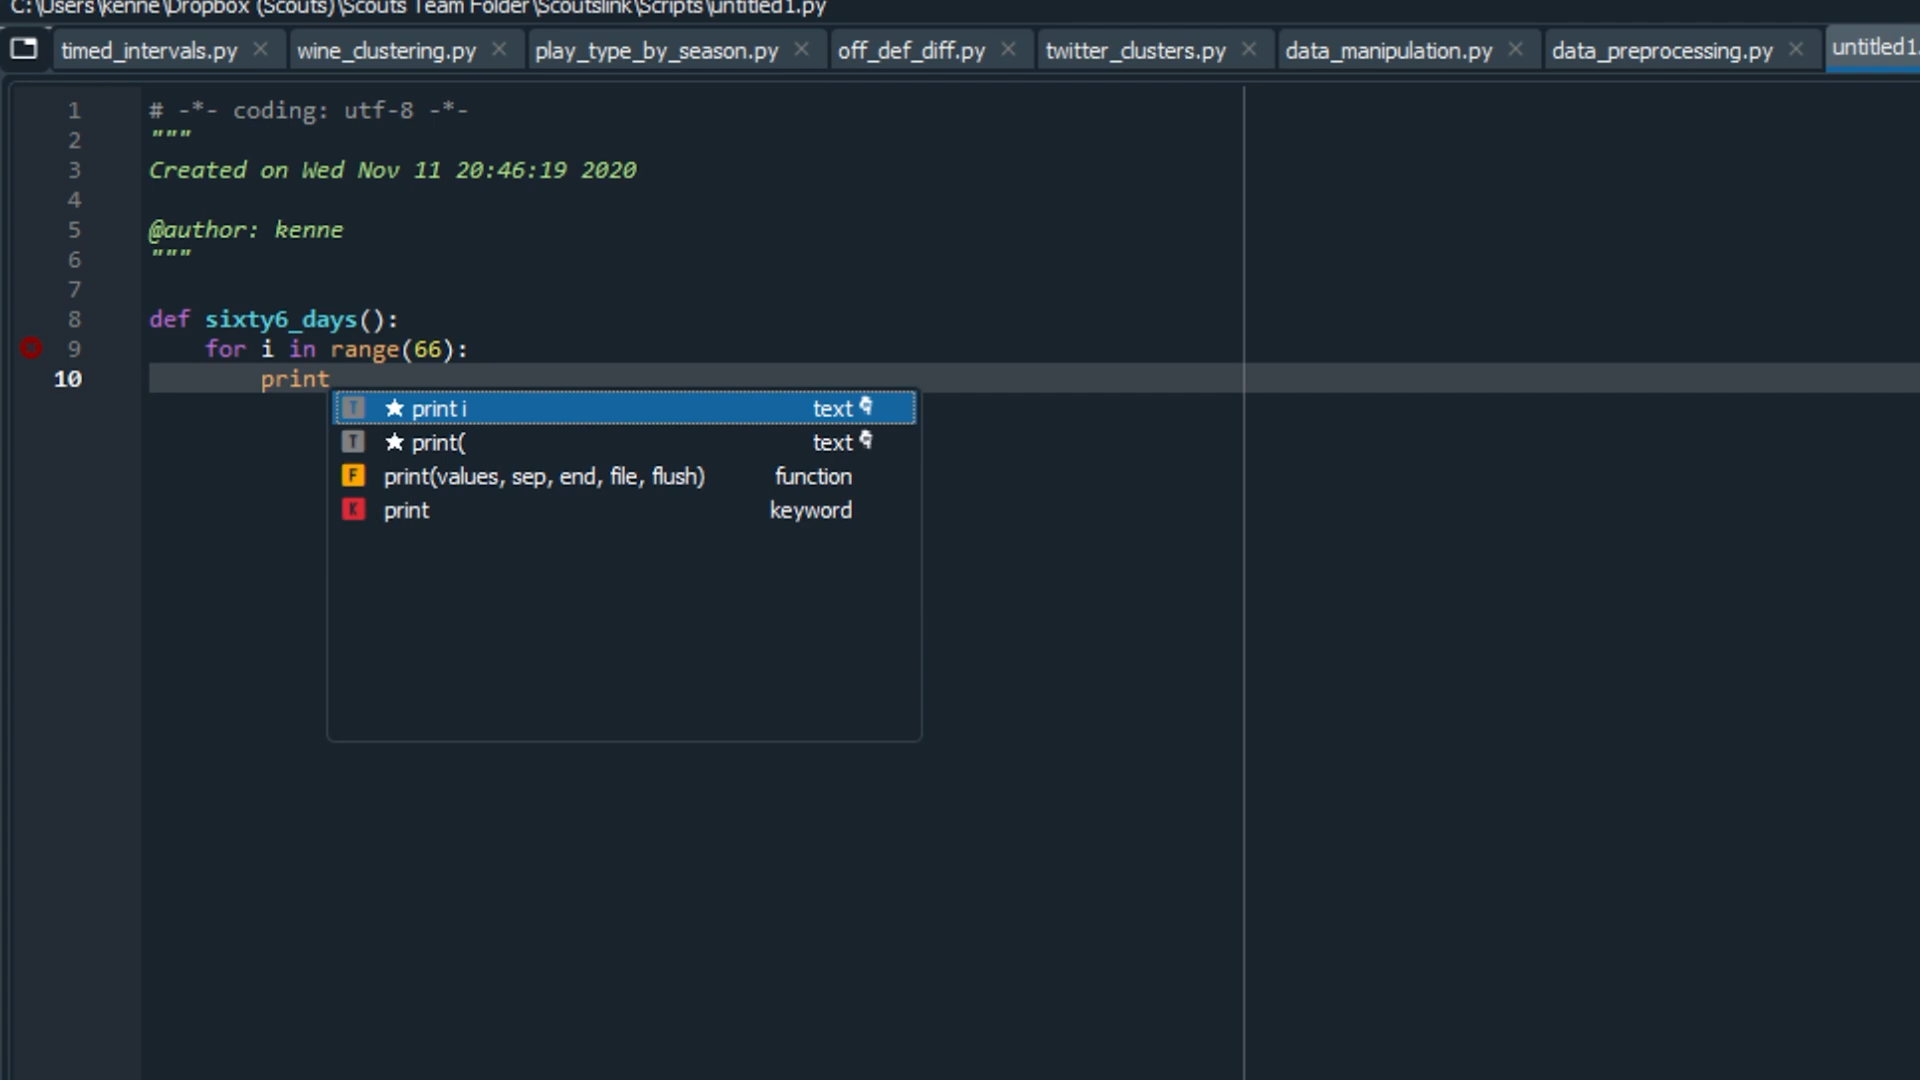 C:\Users\kenne\Dropbox (Scouts)\Scouts Team Folder\Scoutslink\Scripts\untitled1.py
timed_intervals.py wine_clustering.py play_type_by_season.py off_def_diff.py twitter_clusters.py data_manipulation.py data_preprocessing.py untitled1.
1 # -*- coding: utf-8 -*-
2 """
3 Created on Wed Nov 11 20:46:19 2020
4
5 @author: kenne
6 """
7
8 def sixty6_days():
9 for i in range(66):
10 print
T ★ print i text
T ★ print( text
F print(values, sep, end, file, flush) function
K print keyword